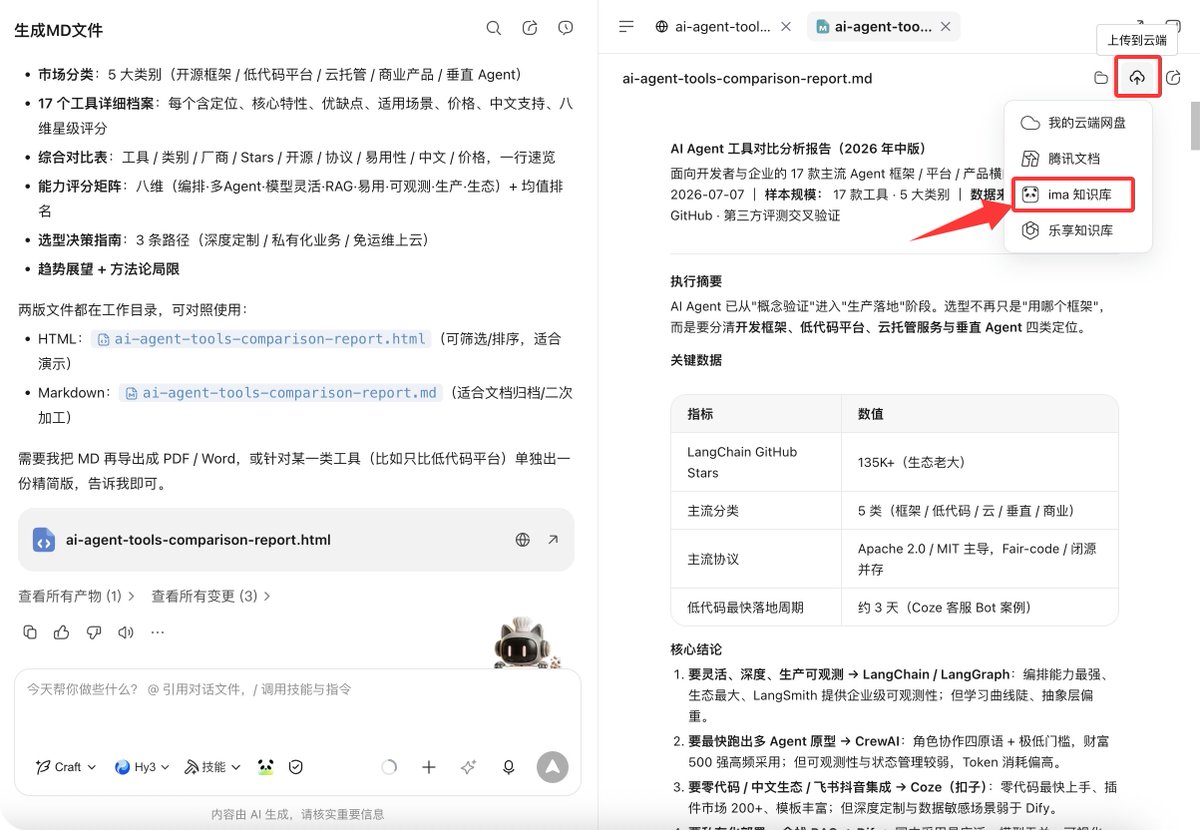 生成MD文件
• 市场分类：5 大类别（开源框架 / 低代码平台 / 云托管 / 商业产品 / 垂直 Agent）
• 17 个工具详细档案：每个含定位、核心特性、优缺点、适用场景、价格、中文支持、八
维星级评分
• 综合对比表：工具 / 类别 / 厂商 / Stars / 开源 / 协议 / 易用性 / 中文 / 价格，一行速览
• 能力评分矩阵：八维（编排·多Agent·模型灵活·RAG·易用·可观测·生产·生态）+ 均值排
名
• 选型决策指南：3 条路径（深度定制 / 私有化业务 / 免运维上云）
• 趋势展望 + 方法论局限
两版文件都在工作目录，可对照使用：
• HTML： ai-agent-tools-comparison-report.html （可筛选/排序，适合
演示）
• Markdown： ai-agent-tools-comparison-report.md （适合文档归档/二次
加工）
需要我把 MD 再导出成 PDF / Word，或针对某一类工具（比如只比低代码平台）单独出一
份精简版，告诉我即可。
ai-agent-tools-comparison-report.html
查看所有产物 (1) > 查看所有变更 (3) >
今天帮你做些什么？ @ 引用对话文件，/ 调用技能与指令
Craft Hy3 技能
内容由 AI 生成，请核实重要信息
ai-agent-tool... ai-agent-too...
上传到云端
ai-agent-tools-comparison-report.md
我的云端网盘
腾讯文档
ima 知识库
乐享知识库
AI Agent 工具对比分析报告（2026 年中版）
面向开发者与企业的 17 款主流 Agent 框架 / 平台 / 产品横
2026-07-07 ｜ 样本规模： 17 款工具 · 5 大类别 ｜ 数据来
GitHub · 第三方评测交叉验证
执行摘要
AI Agent 已从"概念验证"进入"生产落地"阶段。选型不再只是"用哪个框架"，
而是要分清开发框架、低代码平台、云托管服务与垂直 Agent 四类定位。
关键数据
指标 数值
LangChain GitHub
Stars
135K+（生态老大）
主流分类 5 类（框架 / 低代码 / 云 / 垂直 / 商业）
主流协议
Apache 2.0 / MIT 主导，Fair-code / 闭源
并存
低代码最快落地周期 约 3 天（Coze 客服 Bot 案例）
核心结论
1. 要灵活、深度、生产可观测 → LangChain / LangGraph：编排能力最强、
生态最大、LangSmith 提供企业级可观测性；但学习曲线陡、抽象层偏
重。
2. 要最快跑出多 Agent 原型 → CrewAI：角色协作四原语 + 极低门槛，财富
500 强高频采用；但可观测性与状态管理较弱，Token 消耗偏高。
3. 要零代码 / 中文生态 / 飞书抖音集成 → Coze（扣子）：零代码最快上手、插
件市场 200+、模板丰富；但深度定制与数据敏感场景弱于 Dify。